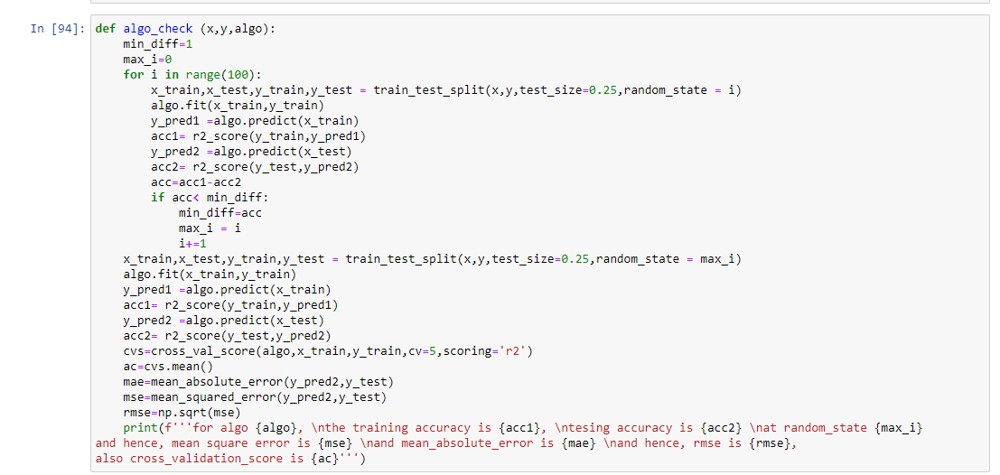 In [94]: def algo_check (x,y,algo):
    min_diff=1
    max_i=0
    for i in range(100):
        x_train,x_test,y_train,y_test = train_test_split(x,y,test_size=0.25,random_state = i)
        algo.fit(x_train,y_train)
        y_pred1 =algo.predict(x_train)
        acc1= r2_score(y_train,y_pred1)
        y_pred2 =algo.predict(x_test)
        acc2= r2_score(y_test,y_pred2)
        acc=acc1-acc2
        if acc< min_diff:
            min_diff=acc
            max_i = i
            i+=1
    x_train,x_test,y_train,y_test = train_test_split(x,y,test_size=0.25,random_state = max_i)
    algo.fit(x_train,y_train)
    y_pred1 =algo.predict(x_train)
    acc1= r2_score(y_train,y_pred1)
    y_pred2 =algo.predict(x_test)
    acc2= r2_score(y_test,y_pred2)
    cvs=cross_val_score(algo,x_train,y_train,cv=5,scoring='r2')
    ac=cvs.mean()
    mae=mean_absolute_error(y_pred2,y_test)
    mse=mean_squared_error(y_pred2,y_test)
    rmse=np.sqrt(mse)
    print(f'''for algo {algo}, \nthe training accuracy is {acc1}, \ntesing accuracy is {acc2} \nat random_state {max_i}
and hence, mean square error is {mse} \nand mean_absolute_error is {mae} \nand hence, rmse is {rmse},
also cross_validation_score is {ac}''')